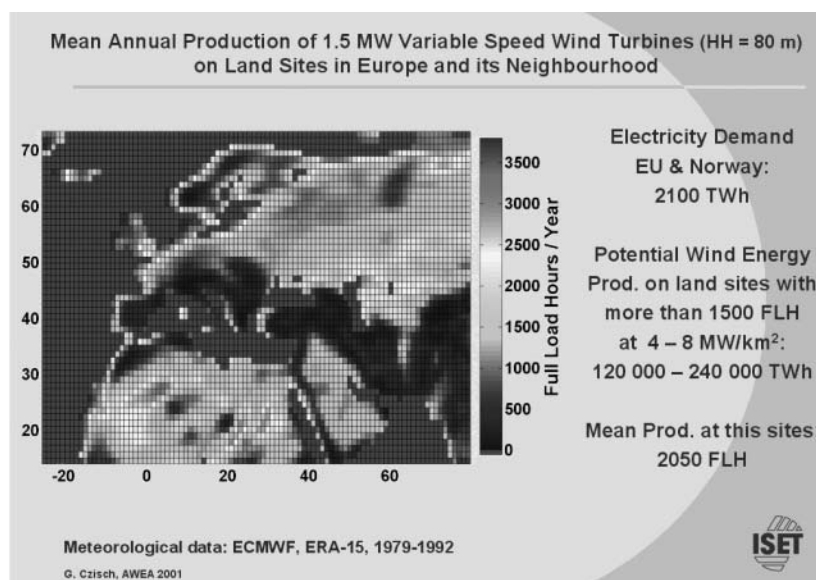 Mean Annual Production of 1.5 MW Variable Speed Wind Turbines (HH = 80 m)
on Land Sites in Europe and its Neighbourhood
70
60
50
40
30
20
-20
0
20
40
60
3500
3000
2500
2000
1500
1000
500
0
Full Load Hours / Year
Electricity Demand
EU & Norway:
2100 TWh
Potential Wind Energy
Prod. on land sites with
more than 1500 FLH
at 4 – 8 MW/km²:
120 000 – 240 000 TWh
Mean Prod. at this sites:
2050 FLH
Meteorological data: ECMWF, ERA-15, 1979-1992
G. Czisch, AWEA 2001
ISET